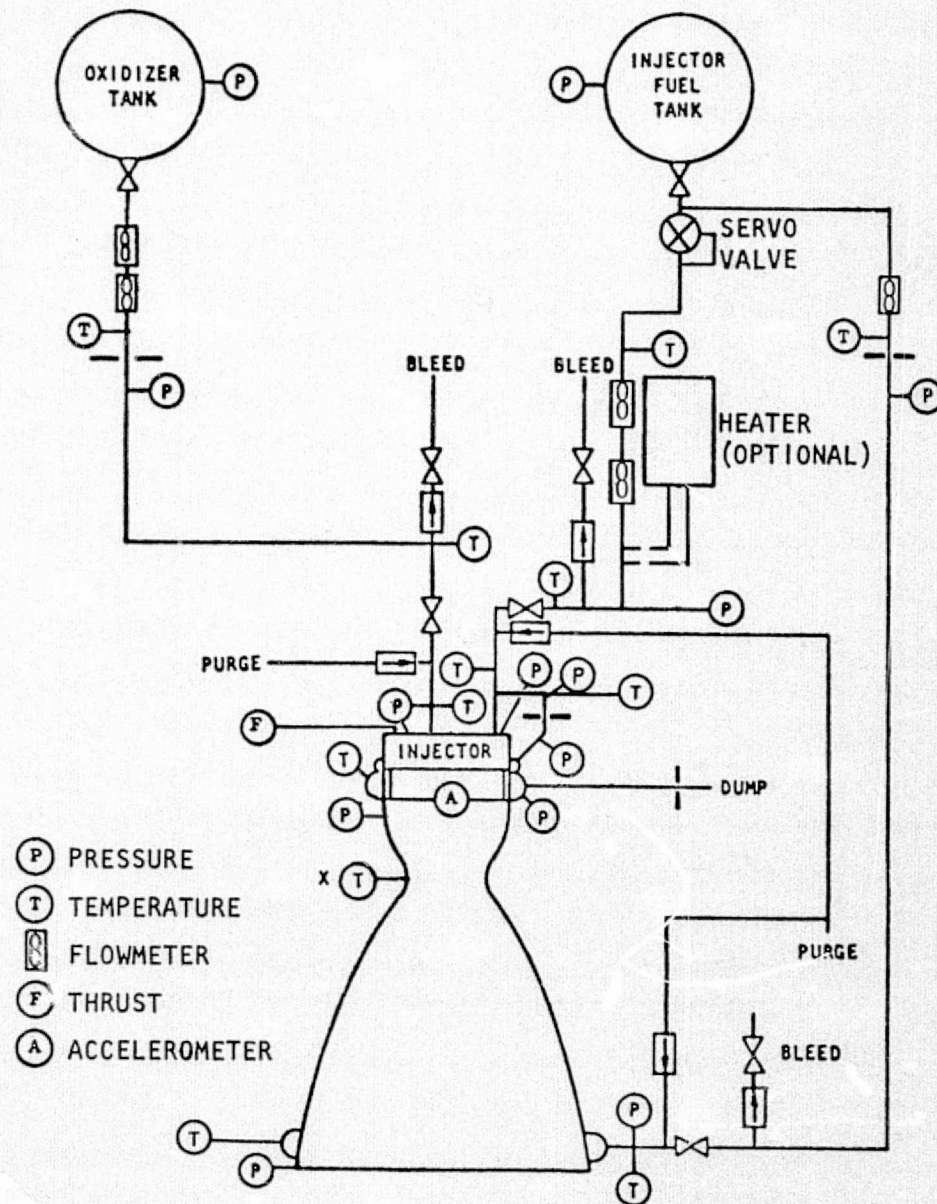 OXIDIZER
TANK
P
P
INJECTOR
FUEL
TANK
SERVO
VALVE
T
P
T
T
P
BLEED
BLEED
HEATER
(OPTIONAL)
T
T
P
PURGE
T
P
P
T
P
T
F
INJECTOR
P
T
A
DUMP
P
P
X
T
P PRESSURE
T TEMPERATURE
FLOWMETER
F THRUST
A ACCELEROMETER
PURGE
BLEED
P
T
P
T